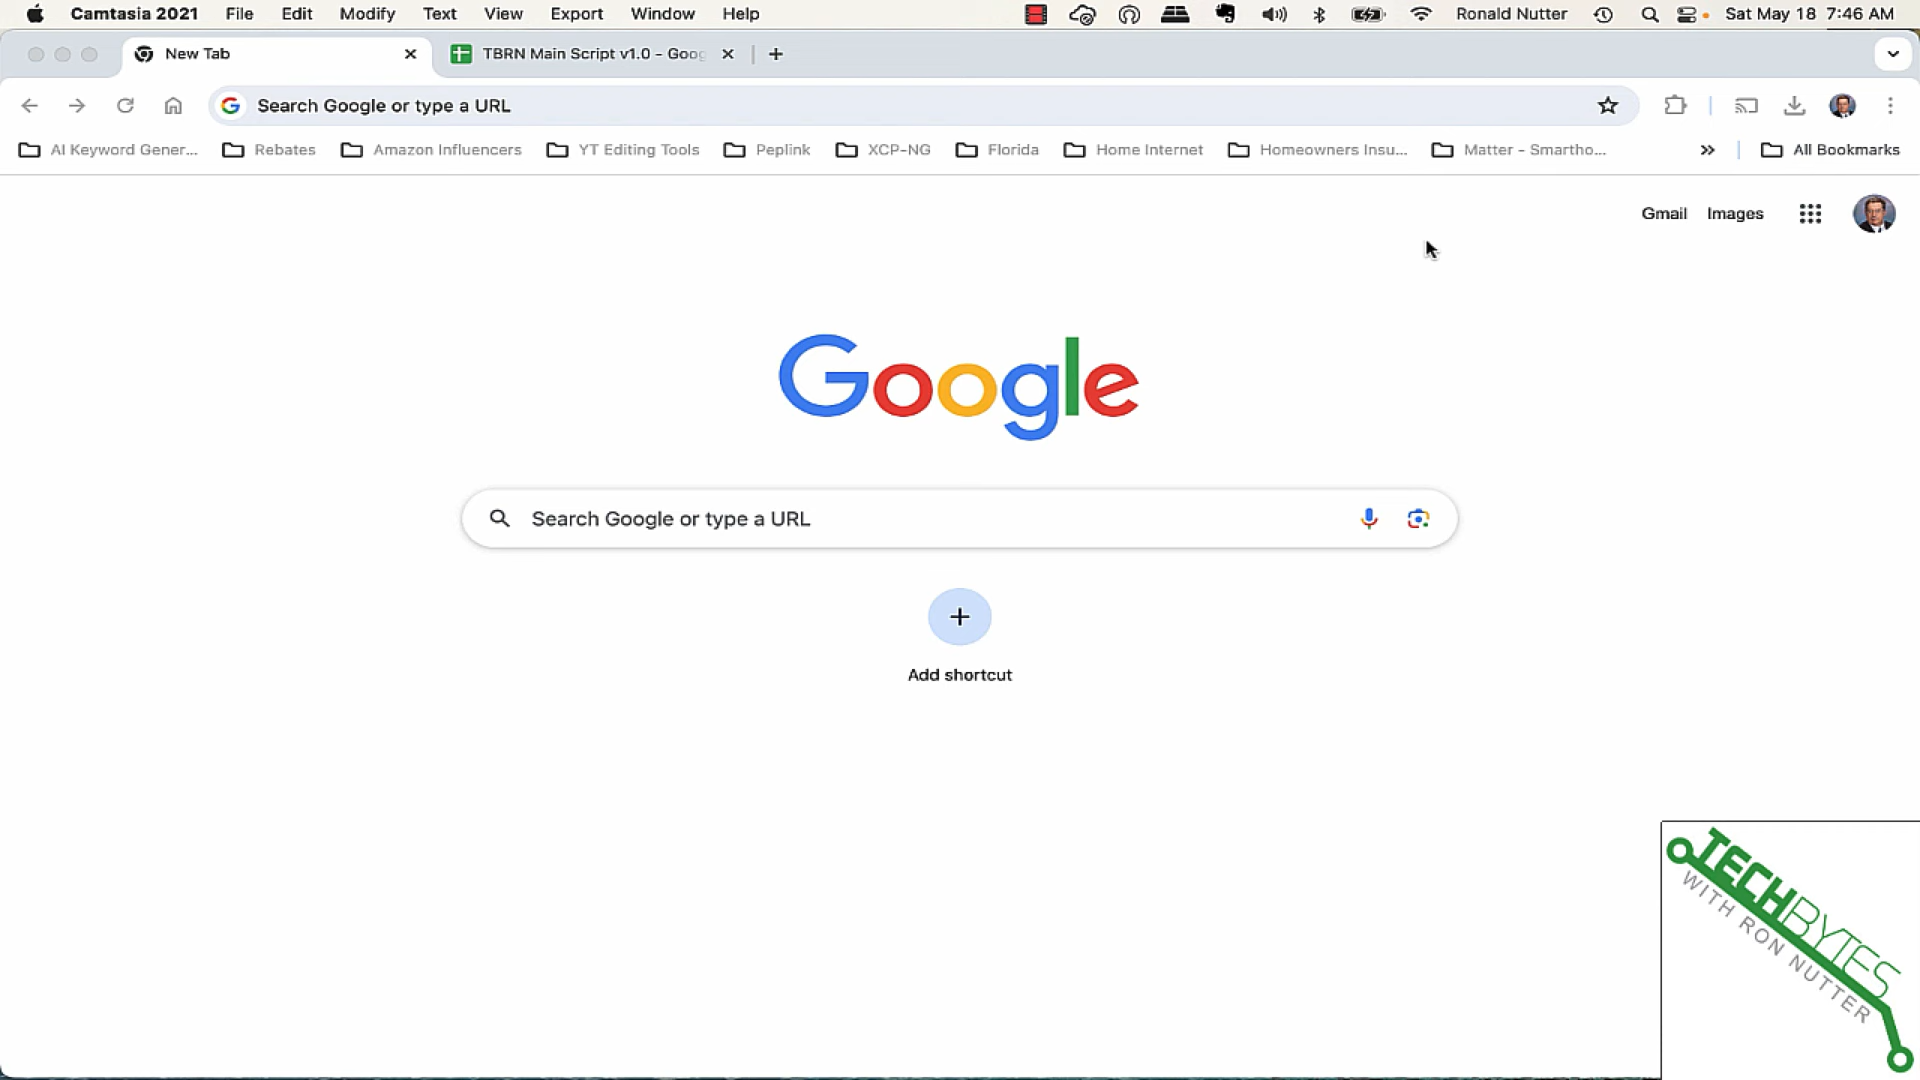 Camtasia 2021 File Edit Modify Text View Export Window Help Ronald Nutter Sat May 18 7:46 AM
New Tab TBRN Main Script v1.0 - Goog
Search Google or type a URL
AI Keyword Gener... Rebates Amazon Influencers YT Editing Tools Peplink XCP-NG Florida Home Internet Homeowners Insu... Matter - Smartho... All Bookmarks
Gmail Images
Google
Search Google or type a URL
Add shortcut
TECHBYTES
WITH RON NUTTER